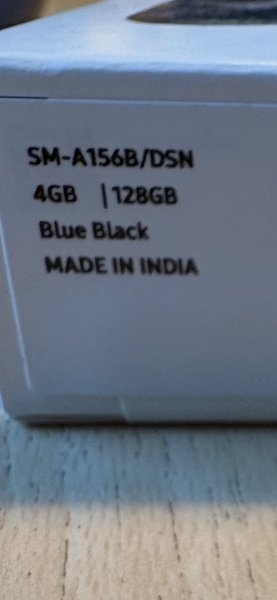 SM-A156B/DSN
4GB | 128GB
Blue Black
MADE IN INDIA